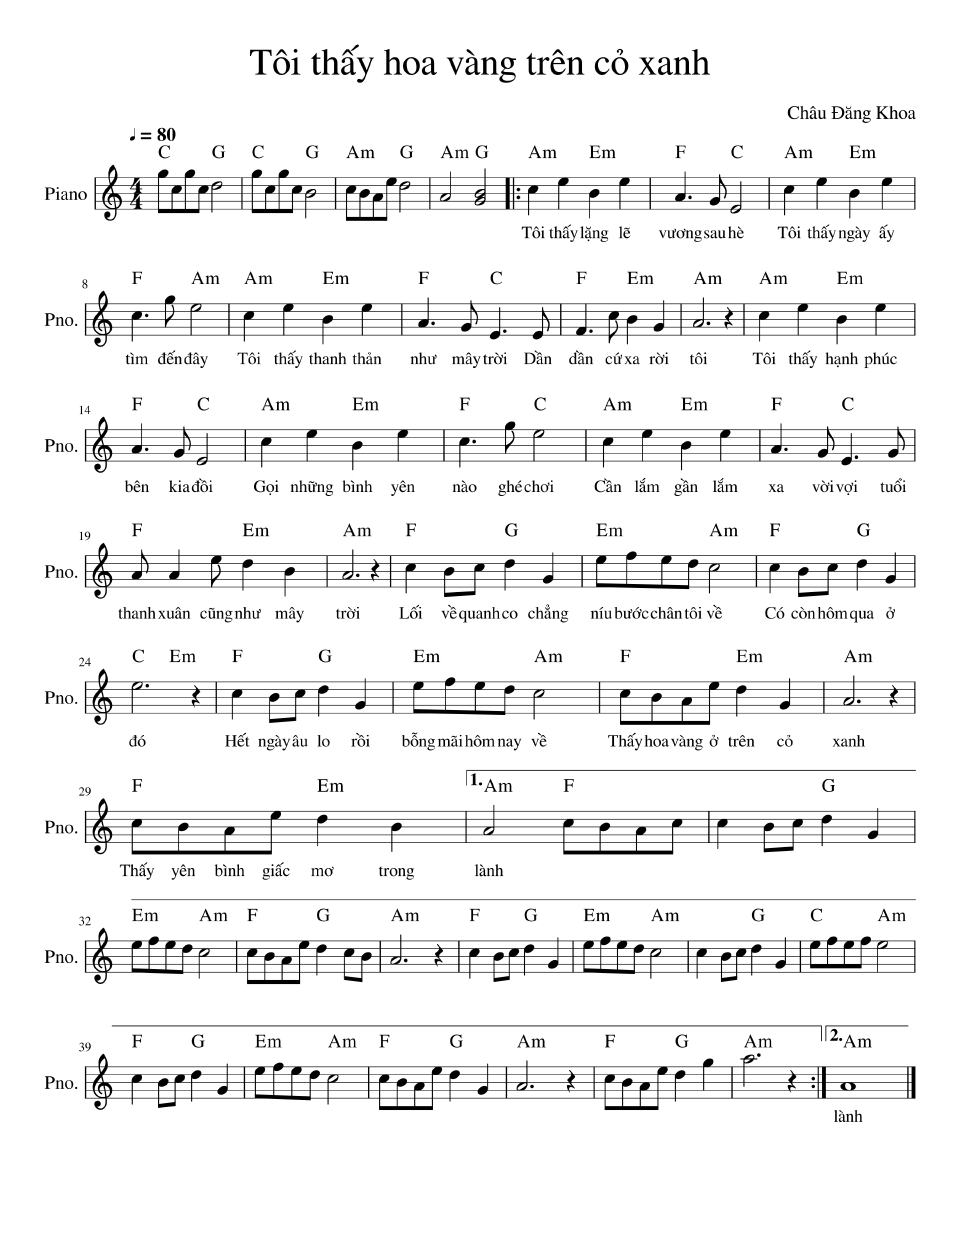 Tôi thấy hoa vàng trên cỏ xanh
Châu Đăng Khoa
♩ = 80
C G C G Am G Am G Am Em F C Am Em
Piano
Tôi thấy lặng lẽ vương sau hè Tôi thấy ngày ấy
8
F Am Am Em F C F Em Am Am Em
Pno.
tìm đến đây Tôi thấy thanh thản như mây trời Dần dần cứ xa rời tôi Tôi thấy hạnh phúc
14
F C Am Em F C Am Em F C
Pno.
bên kia đồi Gọi những bình yên nào ghé chơi Cần lắm gần lắm xa vời vợi tuổi
19
F Em Am F G Em Am F G
Pno.
thanh xuân cũng như mây trời Lối về quanh co chẳng níu bước chân tôi về Có còn hôm qua ở
24
C Em F G Em Am F Em Am
Pno.
đó Hết ngày âu lo rồi bỗng mãi hôm nay về Thấy hoa vàng ở trên cỏ xanh
29
F Em 1. Am F G
Pno.
Thấy yên bình giấc mơ trong lành
32
Em Am F G Am F G Em Am G C Am
Pno.
39
F G Em Am F G Am F G Am 2. Am
Pno.
lành